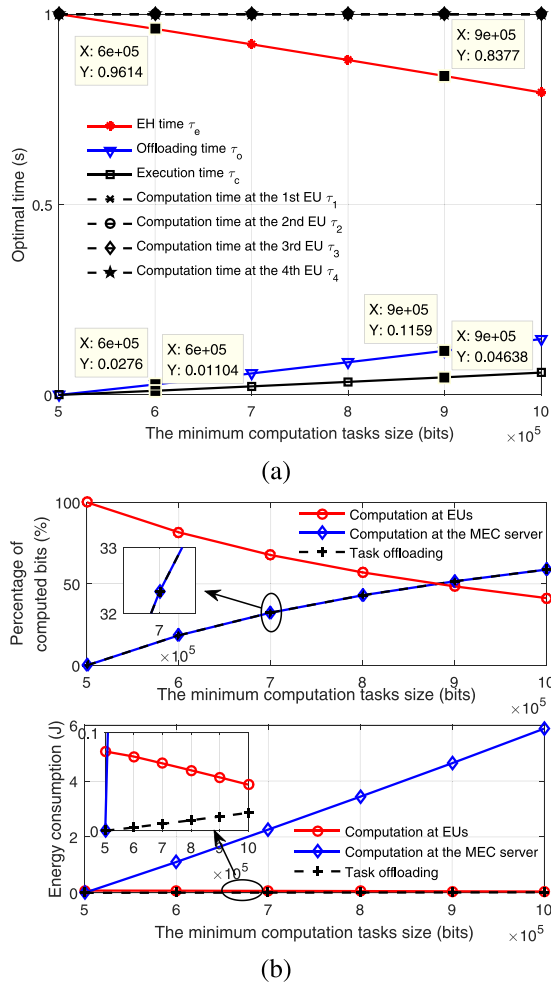 1
0.5
0
Optimal time (s)
X: 6e+05
Y: 0.9614
X: 9e+05
Y: 0.8377
EH time τe
Offloading time τo
Execution time τc
Computation time at the 1st EU τ1
Computation time at the 2nd EU τ2
Computation time at the 3rd EU τ3
Computation time at the 4th EU τ4
X: 6e+05
Y: 0.0276
X: 6e+05
Y: 0.01104
X: 9e+05
Y: 0.1159
X: 9e+05
Y: 0.04638
5 6 7 8 9 10
The minimum computation tasks size (bits)
×10^5
(a)
Percentage of
computed bits (%)
100
50
0
33
32
7
×10^5
Computation at EUs
Computation at the MEC server
Task offloading
5 6 7 8 9 10
The minimum computation tasks size (bits)
×10^5
Energy consumption (J)
6
4
2
0
0.1
0
5 6 7 8 9 10
×10^5
Computation at EUs
Computation at the MEC server
Task offloading
5 6 7 8 9 10
The minimum computation tasks size (bits)
×10^5
(b)